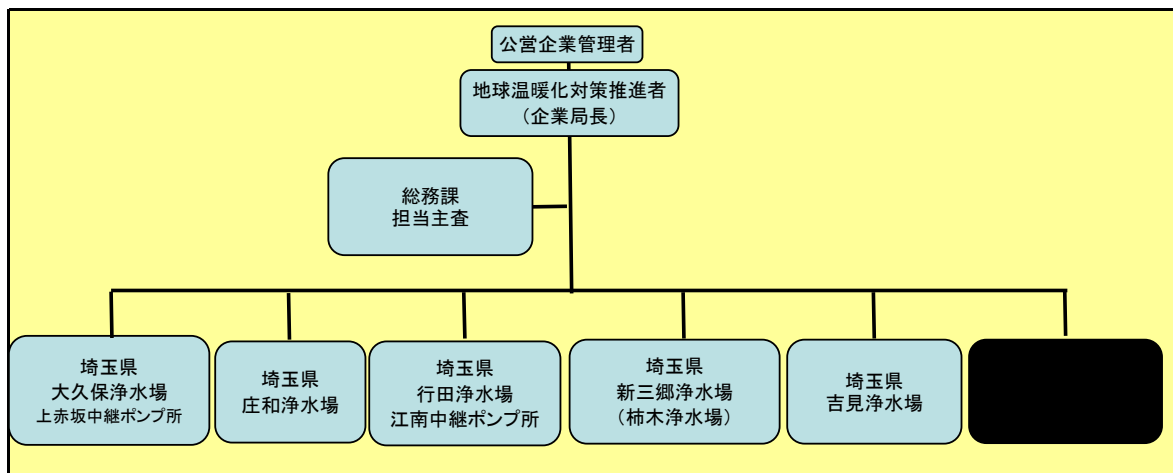 公営企業管理者
地球温暖化対策推進者
（企業局長）
総務課
担当主査
埼玉県
大久保浄水場
上赤坂中継ポンプ所
埼玉県
庄和浄水場
埼玉県
行田浄水場
江南中継ポンプ所
埼玉県
新三郷浄水場
（柿木浄水場）
埼玉県
吉見浄水場